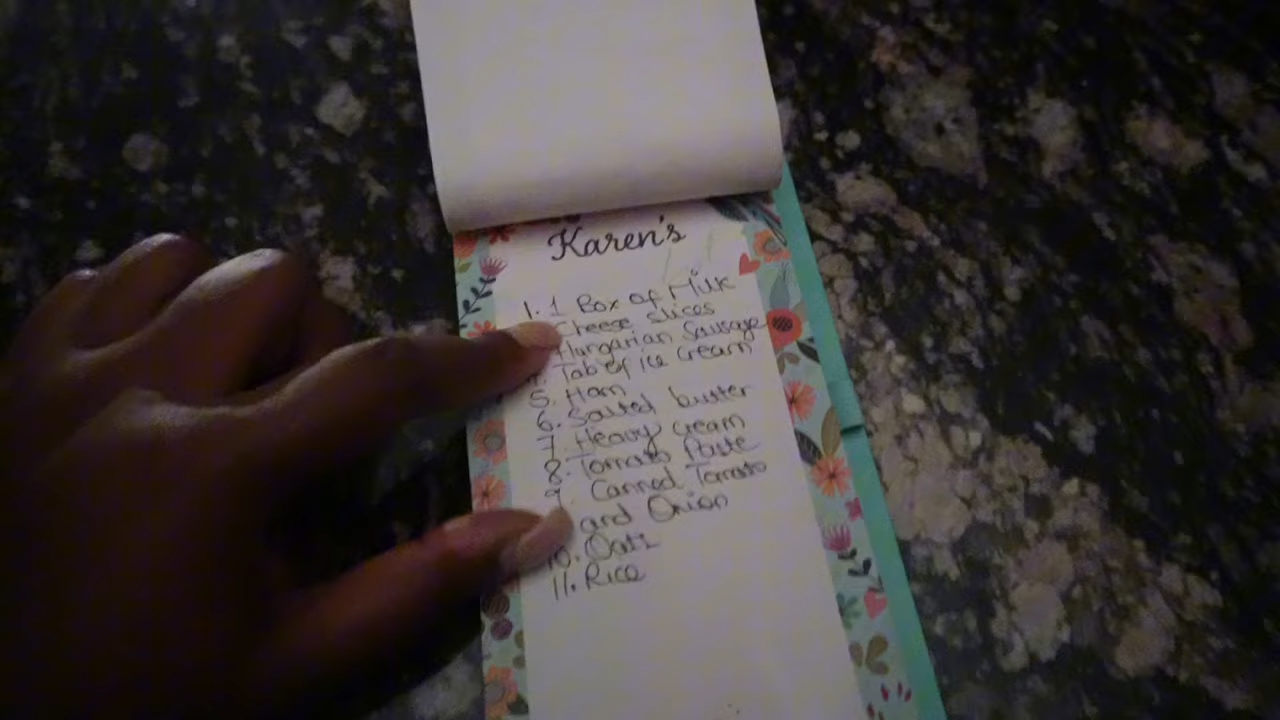 Karen's
1. 1 Box of Milk
Cheese slices
Hungarian Sausage
4. Tab of ice cream
5. Ham
6. Salted butter
7. Heavy cream
8. Tomato Paste
9 Canned Tomato
and Onion
10. Oats
11. Rice